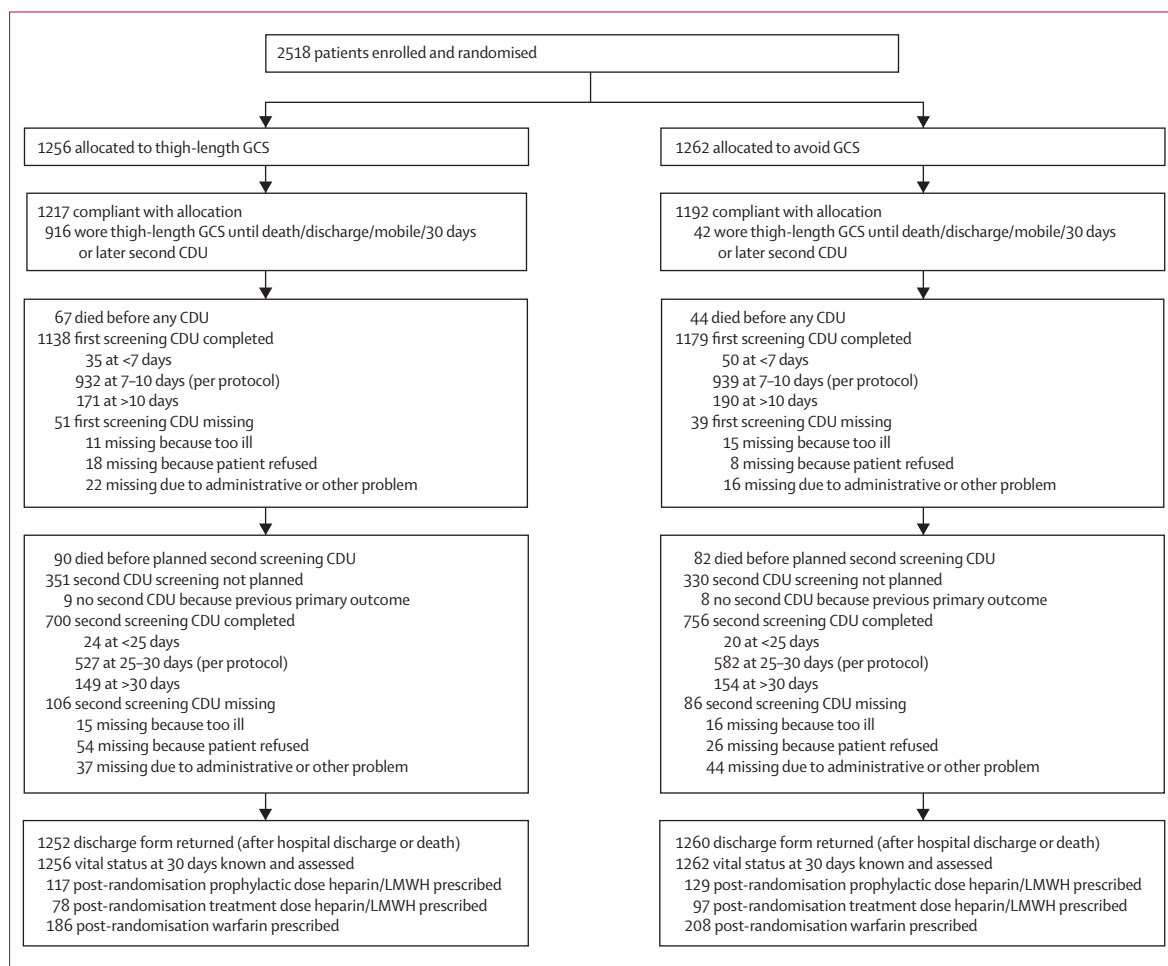 2518 patients enrolled and randomised
1256 allocated to thigh-length GCS
1262 allocated to avoid GCS
1217 compliant with allocation
916 wore thigh-length GCS until death/discharge/mobile/30 days
or later second CDU
1192 compliant with allocation
42 wore thigh-length GCS until death/discharge/mobile/30 days
or later second CDU
67 died before any CDU
1138 first screening CDU completed
35 at <7 days
932 at 7–10 days (per protocol)
171 at >10 days
51 first screening CDU missing
11 missing because too ill
18 missing because patient refused
22 missing due to administrative or other problem
44 died before any CDU
1179 first screening CDU completed
50 at <7 days
939 at 7–10 days (per protocol)
190 at >10 days
39 first screening CDU missing
15 missing because too ill
8 missing because patient refused
16 missing due to administrative or other problem
90 died before planned second screening CDU
351 second CDU screening not planned
9 no second CDU because previous primary outcome
700 second screening CDU completed
24 at <25 days
527 at 25–30 days (per protocol)
149 at >30 days
106 second screening CDU missing
15 missing because too ill
54 missing because patient refused
37 missing due to administrative or other problem
82 died before planned second screening CDU
330 second CDU screening not planned
8 no second CDU because previous primary outcome
756 second screening CDU completed
20 at <25 days
582 at 25–30 days (per protocol)
154 at >30 days
86 second screening CDU missing
16 missing because too ill
26 missing because patient refused
44 missing due to administrative or other problem
1252 discharge form returned (after hospital discharge or death)
1256 vital status at 30 days known and assessed
117 post-randomisation prophylactic dose heparin/LMWH prescribed
78 post-randomisation treatment dose heparin/LMWH prescribed
186 post-randomisation warfarin prescribed
1260 discharge form returned (after hospital discharge or death)
1262 vital status at 30 days known and assessed
129 post-randomisation prophylactic dose heparin/LMWH prescribed
97 post-randomisation treatment dose heparin/LMWH prescribed
208 post-randomisation warfarin prescribed